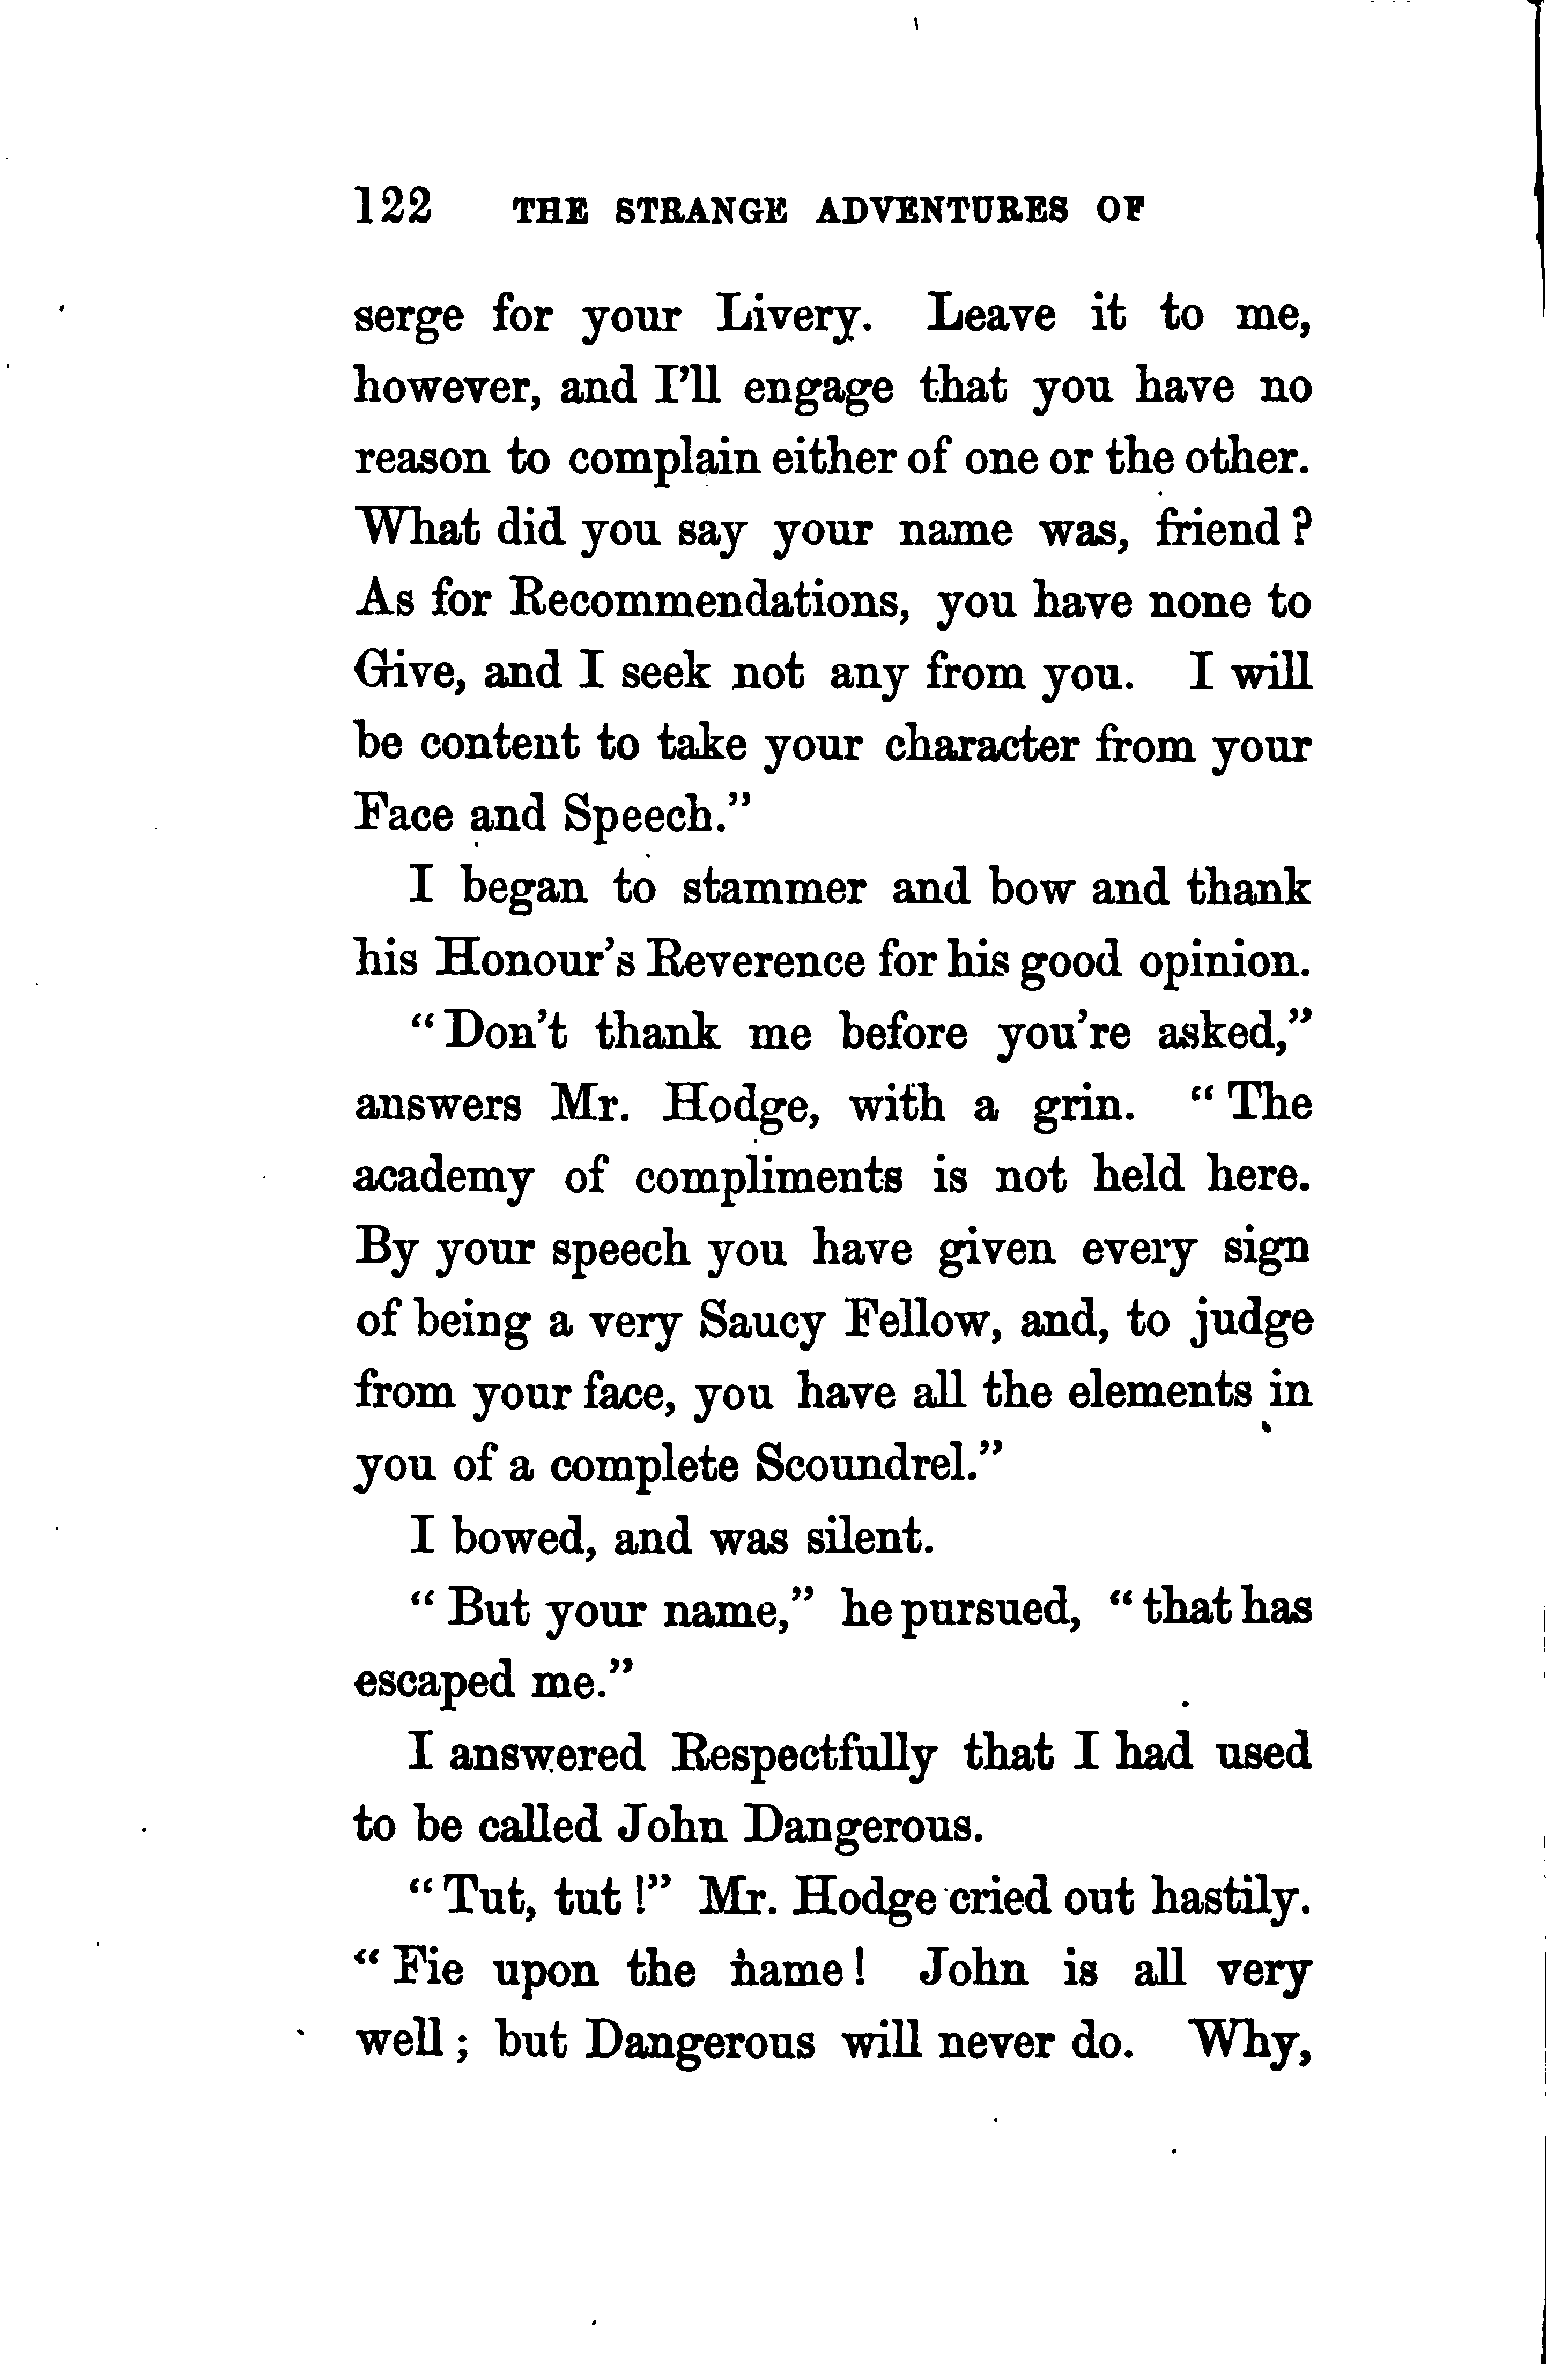 122 THE STRANGE ADVENTURES OF
serge for your Livery. Leave it to me,
however, and I'll engage that you have no
reason to complain either of one or the other.
What did you say your name was, friend ?
As for Recommendations, you have none to
Give, and I seek not any from you. I will
be content to take your character from your
Face and Speech."
I began to stammer and bow and thank
his Honour's Reverence for his good opinion.
"Don't thank me before you're asked,"
answers Mr. Hodge, with a grin. "The
academy of compliments is not held here.
By your speech you have given every sign
of being a very Saucy Fellow, and, to judge
from your face, you have all the elements in
you of a complete Scoundrel."
I bowed, and was silent.
"But your name," he pursued, "that has
escaped me."
I answered Respectfully that I had used
to be called John Dangerous.
"Tut, tut !" Mr. Hodge cried out hastily.
"Fie upon the name! John is all very
well ; but Dangerous will never do. Why,